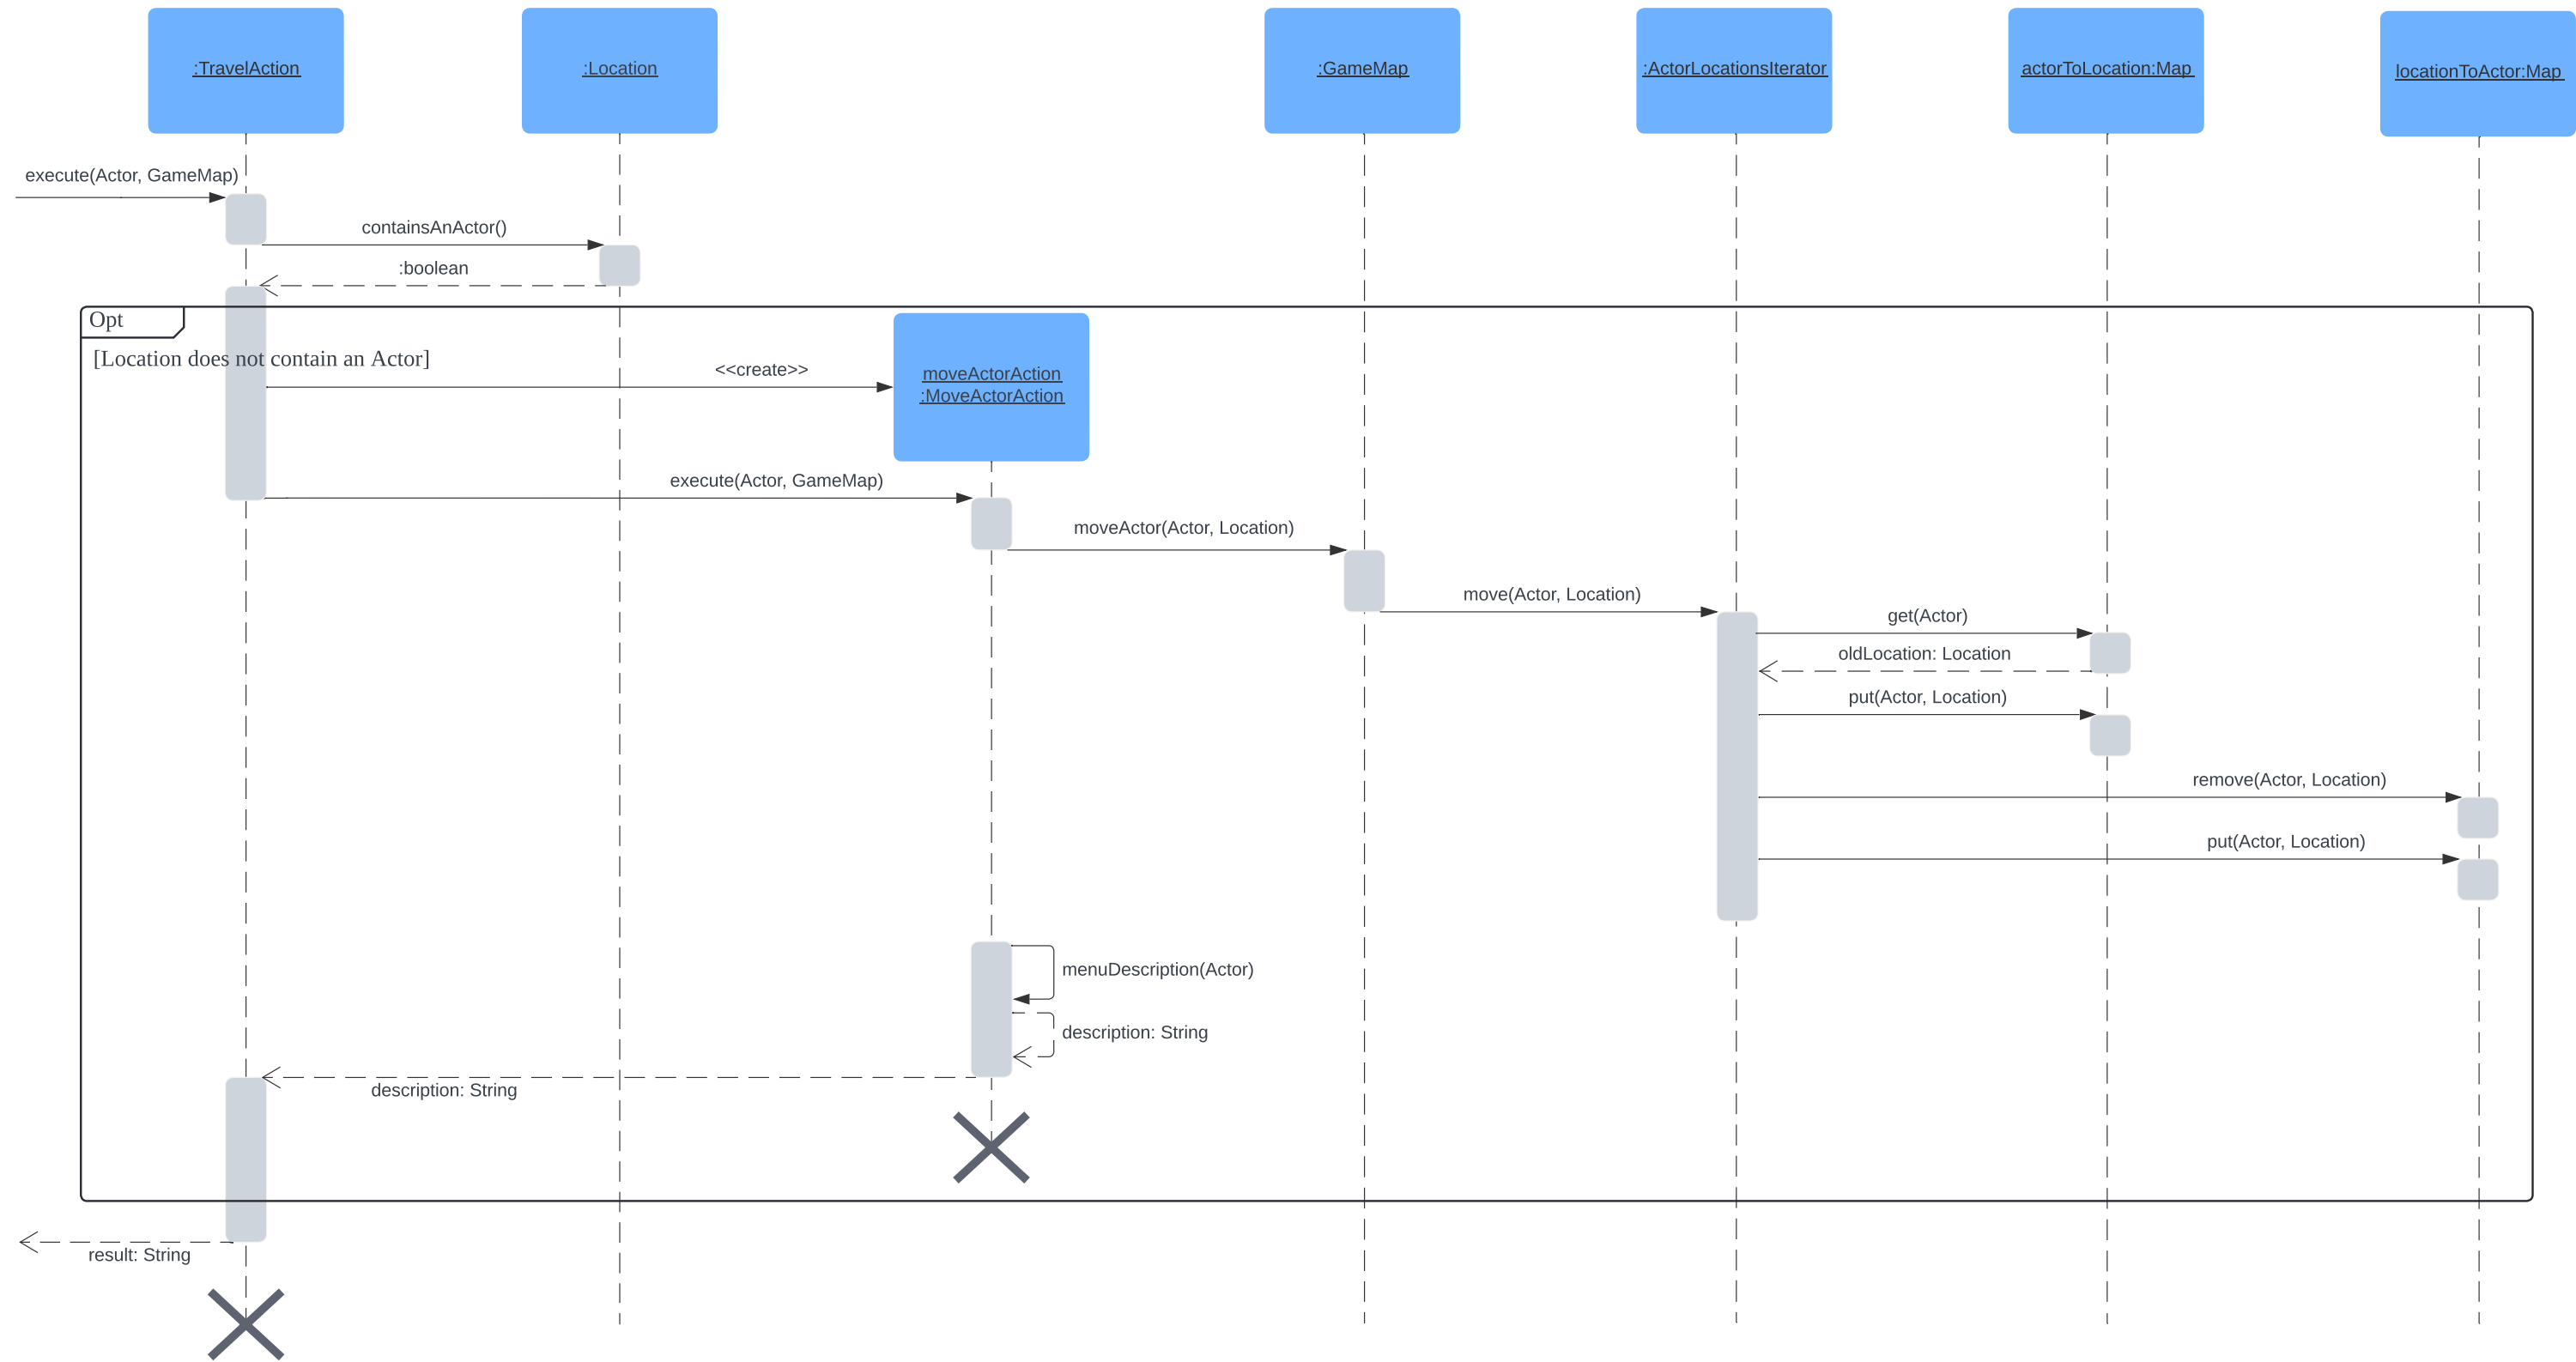 :TravelAction
:Location
:GameMap
:ActorLocationsIterator
actorToLocation:Map
locationToActor:Map
execute(Actor, GameMap)
containsAnActor()
:boolean
Opt
[Location does not contain an Actor]
<<create>>
moveActorAction
:MoveActorAction
execute(Actor, GameMap)
moveActor(Actor, Location)
move(Actor, Location)
get(Actor)
oldLocation: Location
put(Actor, Location)
remove(Actor, Location)
put(Actor, Location)
menuDescription(Actor)
description: String
description: String
result: String